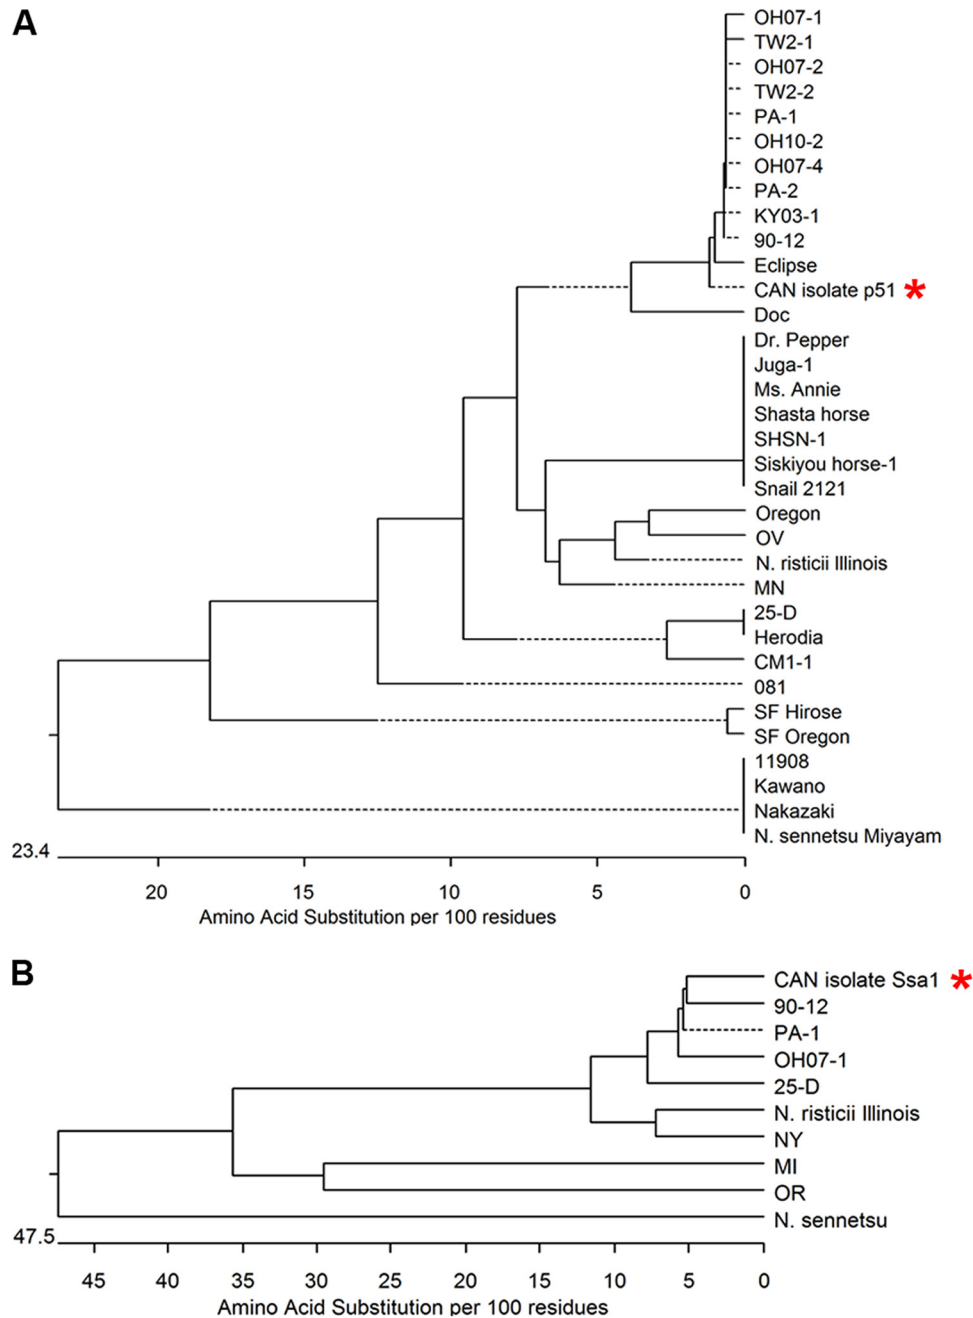 A
OH07-1
TW2-1
OH07-2
TW2-2
PA-1
OH10-2
OH07-4
PA-2
KY03-1
90-12
Eclipse
CAN isolate p51 *
Doc
Dr. Pepper
Juga-1
Ms. Annie
Shasta horse
SHSN-1
Siskiyou horse-1
Snail 2121
Oregon
OV
N. risticii Illinois
MN
25-D
Herodia
CM1-1
081
SF Hirose
SF Oregon
11908
Kawano
Nakazaki
N. sennetsu Miyayam
23.4
20 15 10 5 0
Amino Acid Substitution per 100 residues
B
CAN isolate Ssa1 *
90-12
PA-1
OH07-1
25-D
N. risticii Illinois
NY
MI
OR
N. sennetsu
47.5
45 40 35 30 25 20 15 10 5 0
Amino Acid Substitution per 100 residues